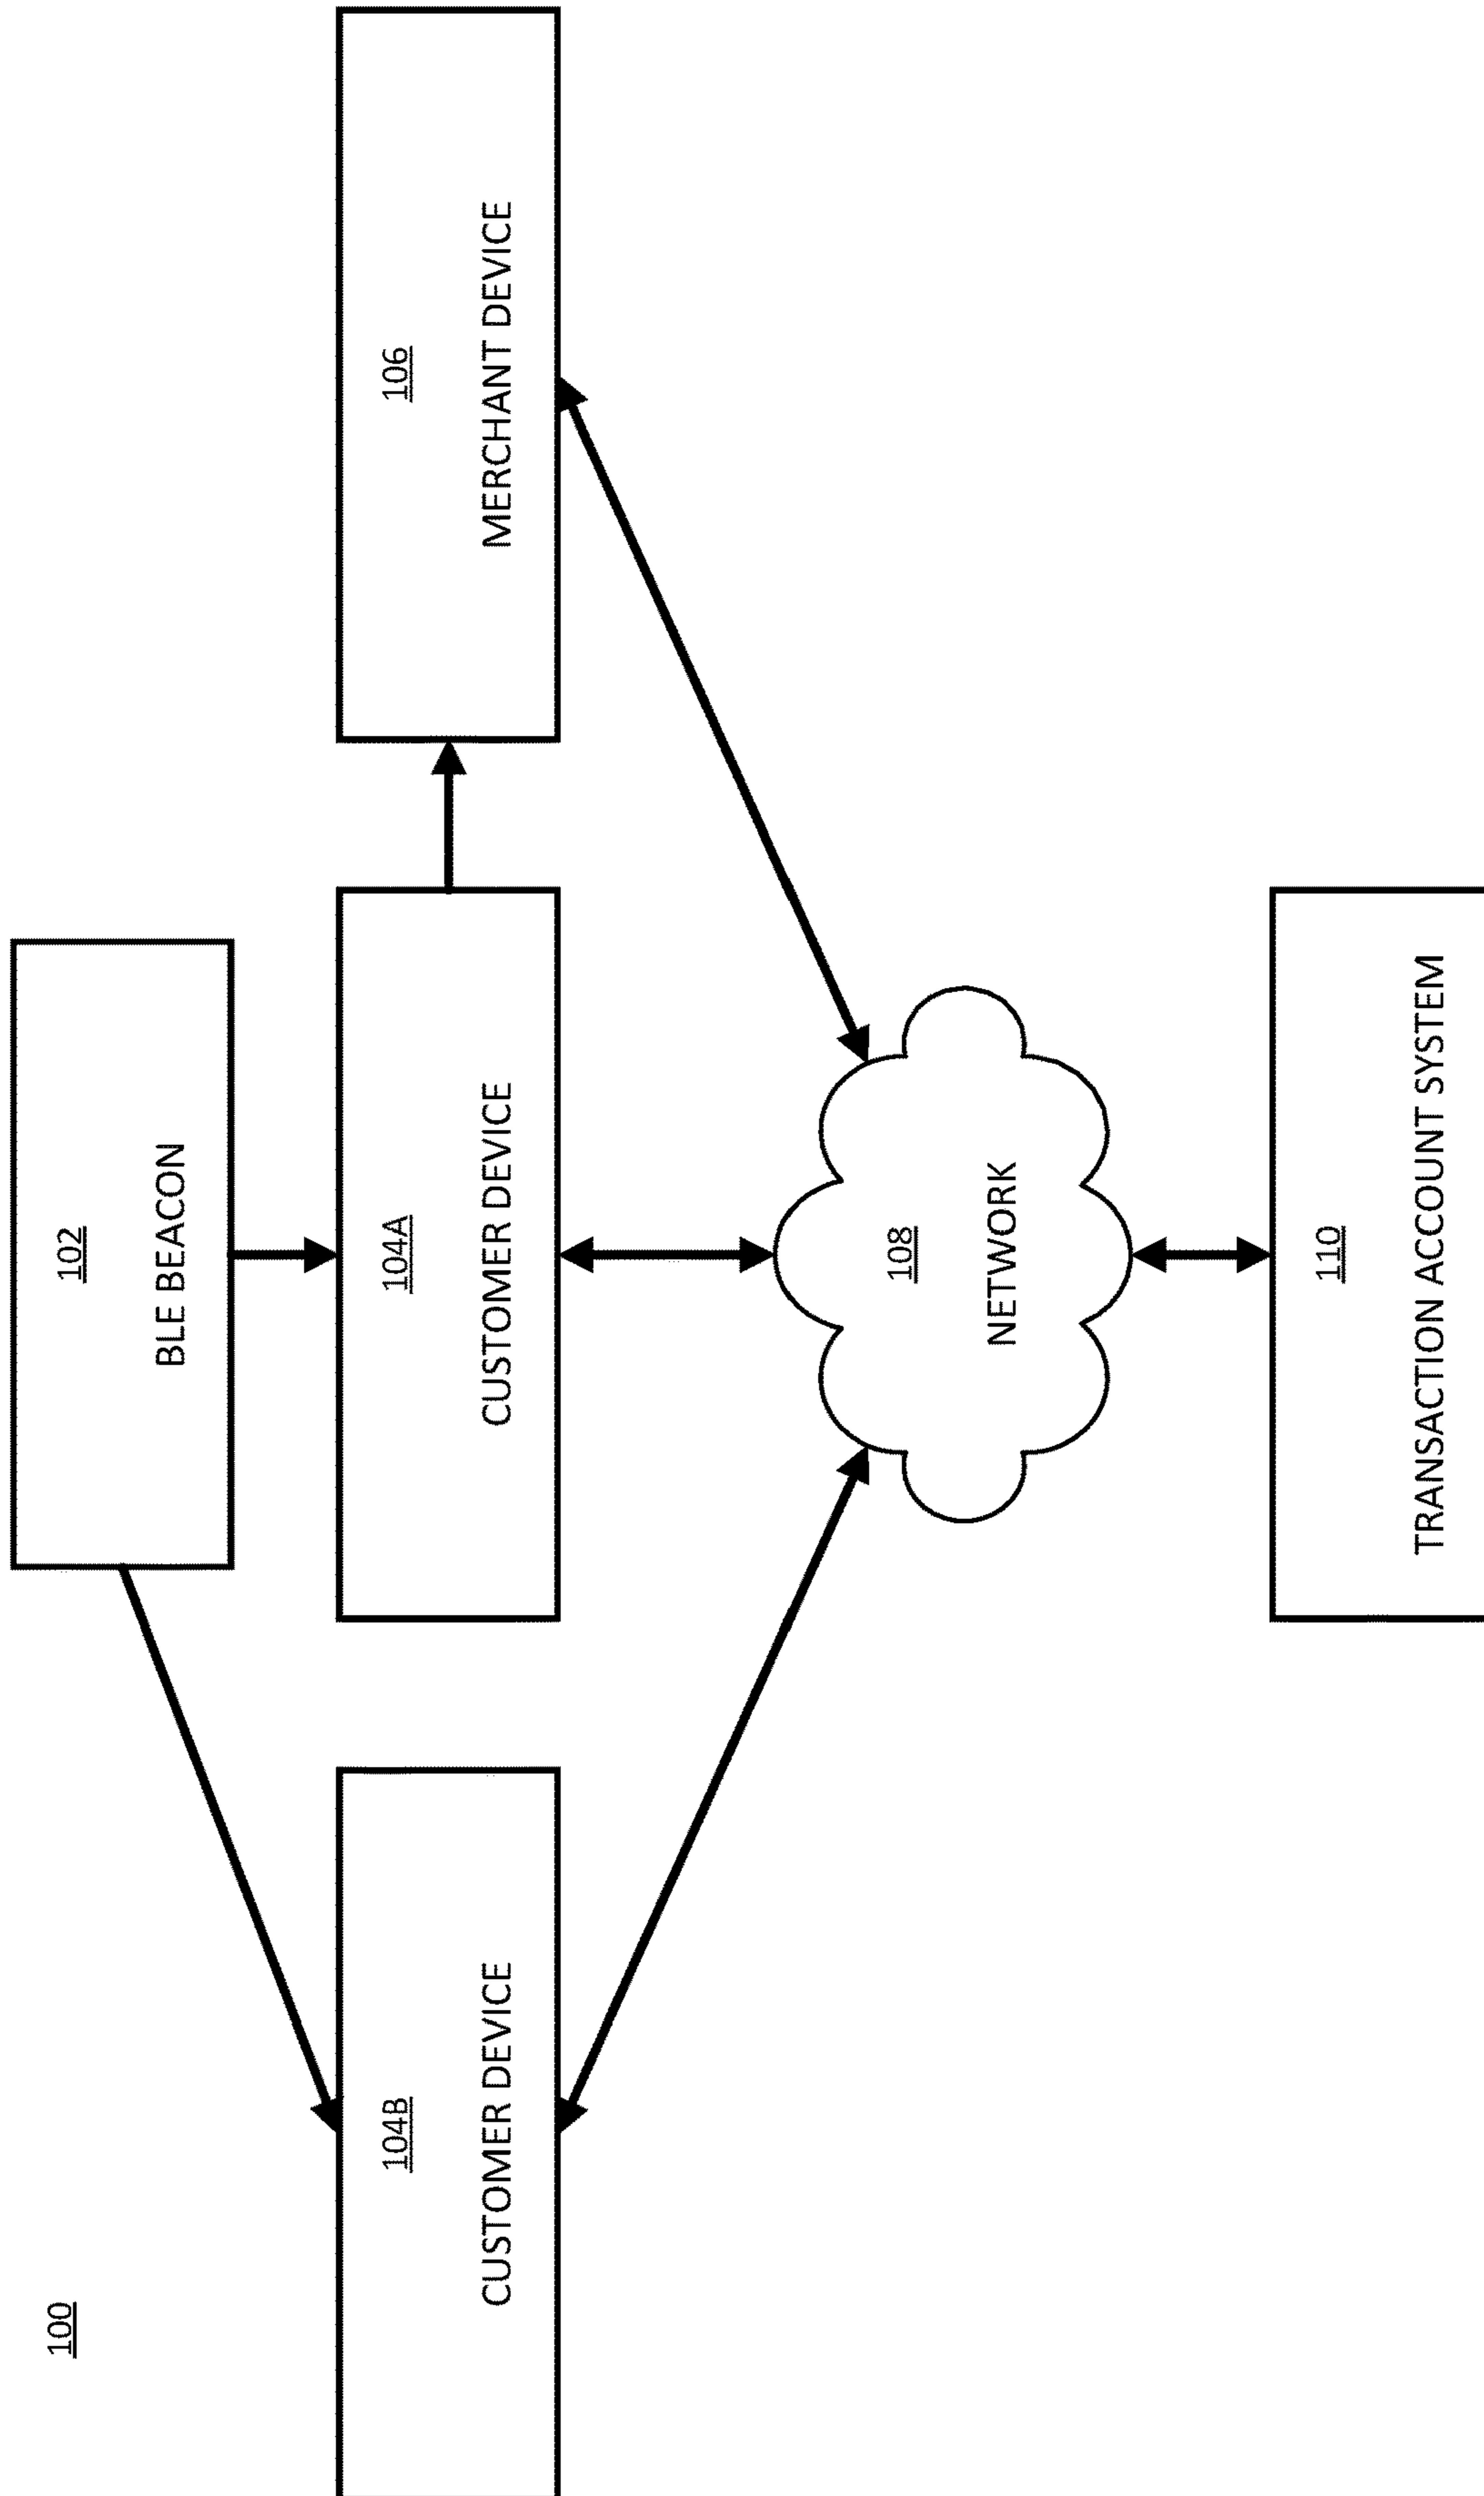 100
102
BLE BEACON
104B
CUSTOMER DEVICE
104A
CUSTOMER DEVICE
106
MERCHANT DEVICE
108
NETWORK
110
TRANSACTION ACCOUNT SYSTEM